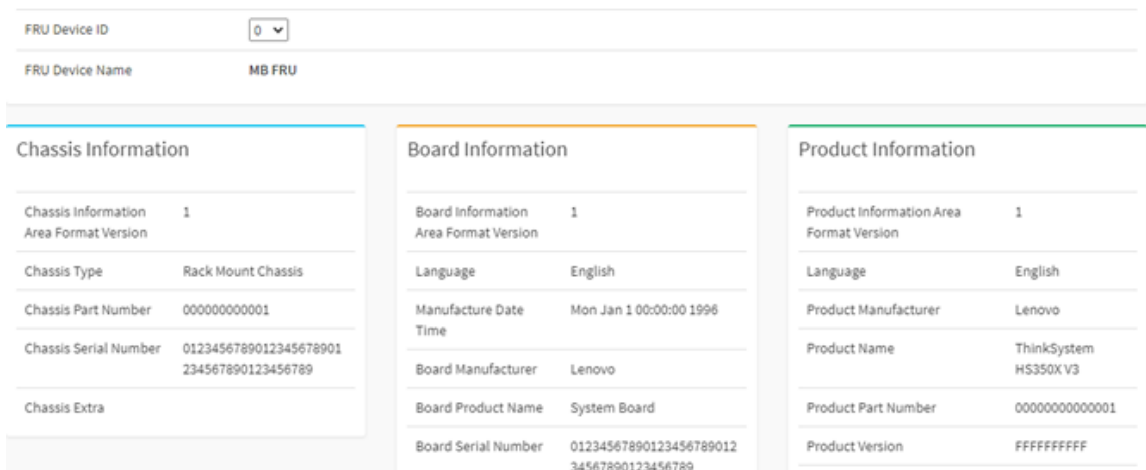 FRU Device ID 0
FRU Device Name MB FRU
Chassis Information
Chassis Information 1
Area Format Version
Chassis Type Rack Mount Chassis
Chassis Part Number 000000000001
Chassis Serial Number 0123456789012345678901
234567890123456789
Chassis Extra
Board Information
Board Information 1
Area Format Version
Language English
Manufacture Date Mon Jan 1 00:00:00 1996
Time
Board Manufacturer Lenovo
Board Product Name System Board
Board Serial Number 01234567890123456789012
34567890123456789
Product Information
Product Information Area 1
Format Version
Language English
Product Manufacturer Lenovo
Product Name ThinkSystem
HS350X V3
Product Part Number 00000000000001
Product Version FFFFFFFFFF